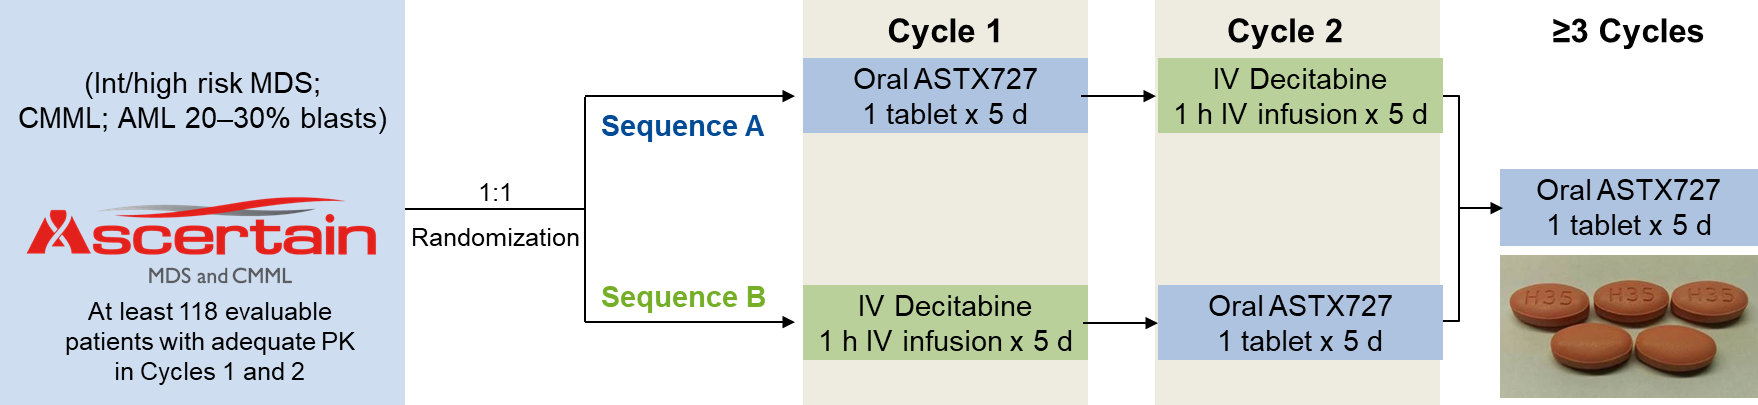 (Int/high risk MDS;
CMML; AML 20–30% blasts)
Ascertain
MDS and CMML
At least 118 evaluable
patients with adequate PK
in Cycles 1 and 2
1:1
Randomization
Sequence A
Sequence B
Cycle 1
Oral ASTX727
1 tablet x 5 d
IV Decitabine
1 h IV infusion x 5 d
Cycle 2
IV Decitabine
1 h IV infusion x 5 d
Oral ASTX727
1 tablet x 5 d
≥3 Cycles
Oral ASTX727
1 tablet x 5 d
H35 H35 H35